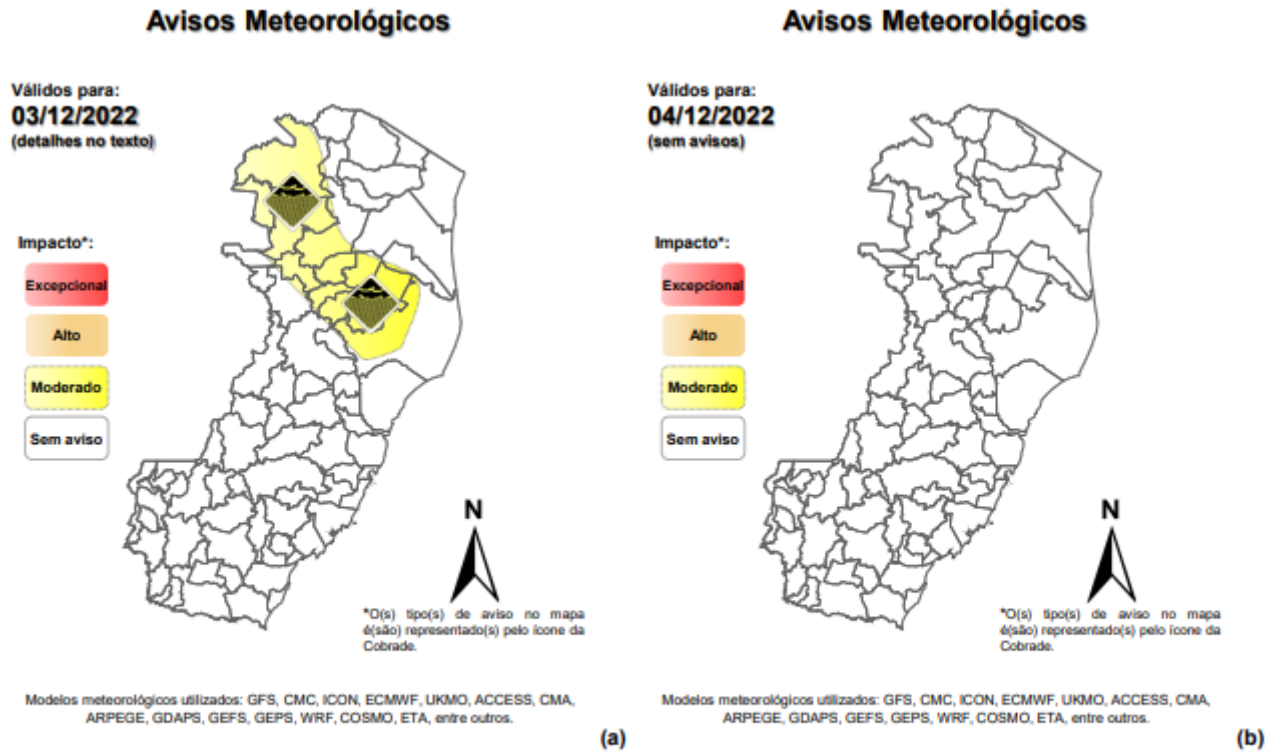 Avisos Meteorológicos
Válidos para:
03/12/2022
(detalhes no texto)
Impacto*:
Excepcional
Alto
Moderado
Sem aviso
N
*O(s) tipo(s) de aviso no mapa
é(são) representado(s) pelo ícone da
Cobrade.
Modelos meteorológicos utilizados: GFS, CMC, ICON, ECMWF, UKMO, ACCESS, CMA,
ARPEGE, GDAPS, GEFS, GEPS, WRF, COSMO, ETA, entre outros.
(a)
Avisos Meteorológicos
Válidos para:
04/12/2022
(sem avisos)
Impacto*:
Excepcional
Alto
Moderado
Sem aviso
N
*O(s) tipo(s) de aviso no mapa
é(são) representado(s) pelo ícone da
Cobrade.
Modelos meteorológicos utilizados: GFS, CMC, ICON, ECMWF, UKMO, ACCESS, CMA,
ARPEGE, GDAPS, GEFS, GEPS, WRF, COSMO, ETA, entre outros.
(b)